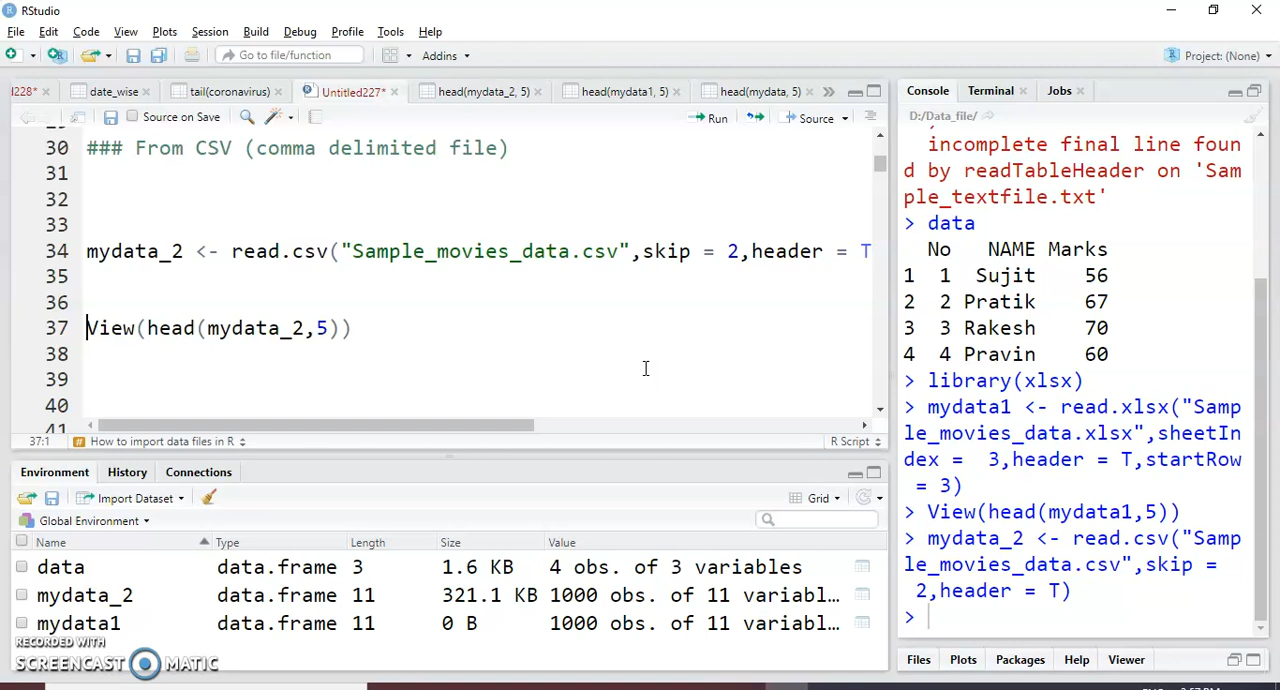 RStudio
File Edit Code View Plots Session Build Debug Profile Tools Help
Go to file/function Addins Project: (None)
l228* date_wise tail(coronavirus) Untitled227* head(mydata_2, 5) head(mydata1, 5) head(mydata, 5)
Source on Save Run Source
30 ### From CSV (comma delimited file)
31
32
33
34 mydata_2 <- read.csv("Sample_movies_data.csv",skip = 2,header = T
35
36
37 View(head(mydata_2,5))
38
39
40
41
37:1 How to import data files in R R Script
Environment History Connections
Import Dataset Grid
Global Environment
Name Type Length Size Value
data data.frame 3 1.6 KB 4 obs. of 3 variables
mydata_2 data.frame 11 321.1 KB 1000 obs. of 11 variabl…
mydata1 data.frame 11 0 B 1000 obs. of 11 variabl…
RECORDED WITH
SCREENCAST MATIC
Console Terminal Jobs
D:/Data_file/
incomplete final line foun
d by readTableHeader on 'Sam
ple_textfile.txt'
> data
No NAME Marks
1 1 Sujit 56
2 2 Pratik 67
3 3 Rakesh 70
4 4 Pravin 60
> library(xlsx)
> mydata1 <- read.xlsx("Samp
le_movies_data.xlsx",sheetIn
dex = 3,header = T,startRow
= 3)
> View(head(mydata1,5))
> mydata_2 <- read.csv("Samp
le_movies_data.csv",skip =
2,header = T)
>
Files Plots Packages Help Viewer